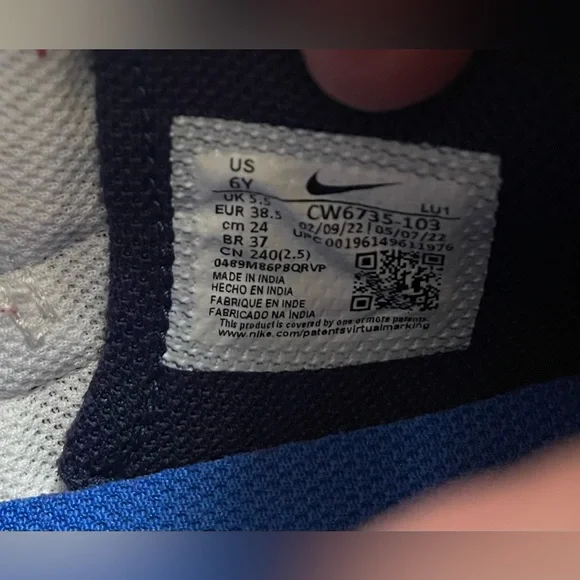 US
6Y
UK 5.5
EUR 38.5
cm 24
BR 37
CN 240(2.5)
LU1
CW6735-103
02/09/22 | 05/07/22
UPC 00196149611976
0489M86P8QRVP
MADE IN INDIA
HECHO EN INDIA
FABRIQUE EN INDE
FABRICADO NA ÍNDIA
This product is covered by one or more patents.
www.nike.com/patentsvirtualmarking